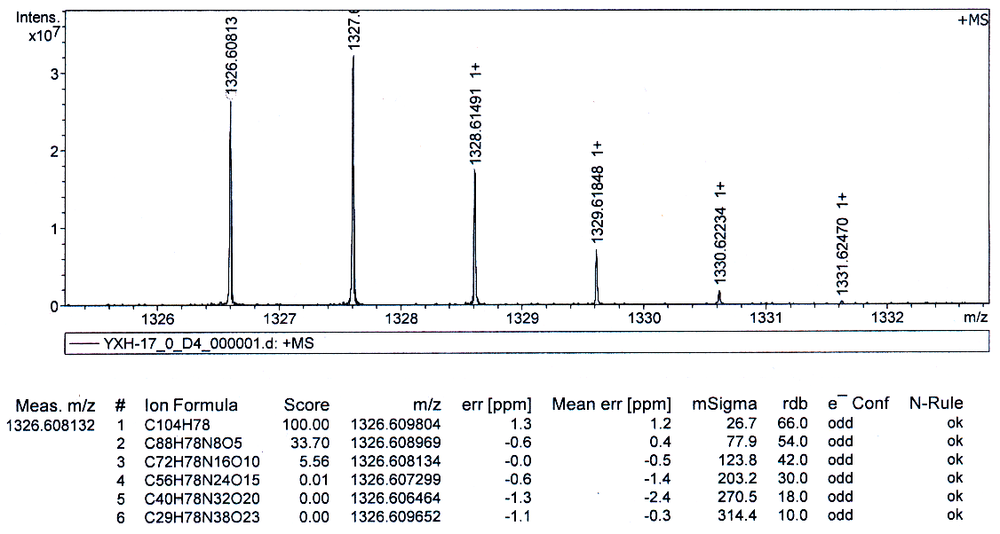 Intens.
x10⁷
+MS
1326.60813
1327.6
1328.61491 1+
1329.61848 1+
1330.62234 1+
1331.62470 1+
3
2
1
0
1326 1327 1328 1329 1330 1331 1332 m/z
YXH-17_0_D4_000001.d: +MS
Meas. m/z # Ion Formula Score m/z err [ppm] Mean err [ppm] mSigma rdb e⁻ Conf N-Rule
1326.608132 1 C104H78 100.00 1326.609804 1.3 1.2 26.7 66.0 odd ok
2 C88H78N8O5 33.70 1326.608969 -0.6 0.4 77.9 54.0 odd ok
3 C72H78N16O10 5.56 1326.608134 -0.0 -0.5 123.8 42.0 odd ok
4 C56H78N24O15 0.01 1326.607299 -0.6 -1.4 203.2 30.0 odd ok
5 C40H78N32O20 0.00 1326.606464 -1.3 -2.4 270.5 18.0 odd ok
6 C29H78N38O23 0.00 1326.609652 -1.1 -0.3 314.4 10.0 odd ok